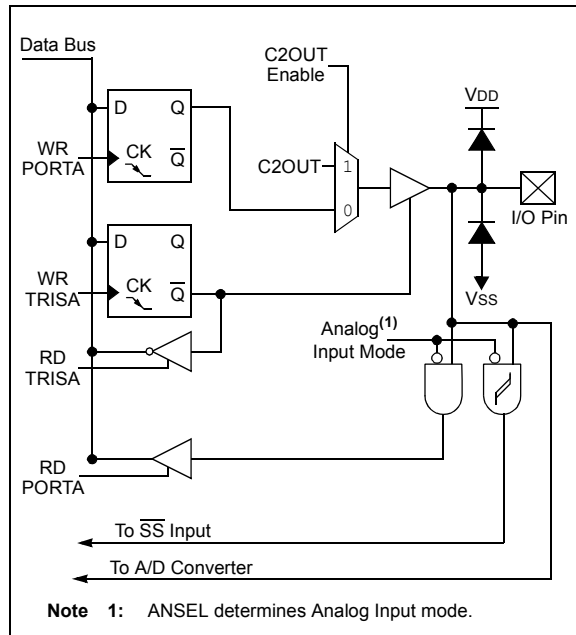 Data Bus
C2OUT
Enable
VDD
D Q
WR
PORTA
CK
Q
C2OUT
1
0
I/O Pin
D Q
WR
TRISA
CK
Q
VSS
Analog(1)
Input Mode
RD
TRISA
RD
PORTA
To SS Input
To A/D Converter
Note 1: ANSEL determines Analog Input mode.